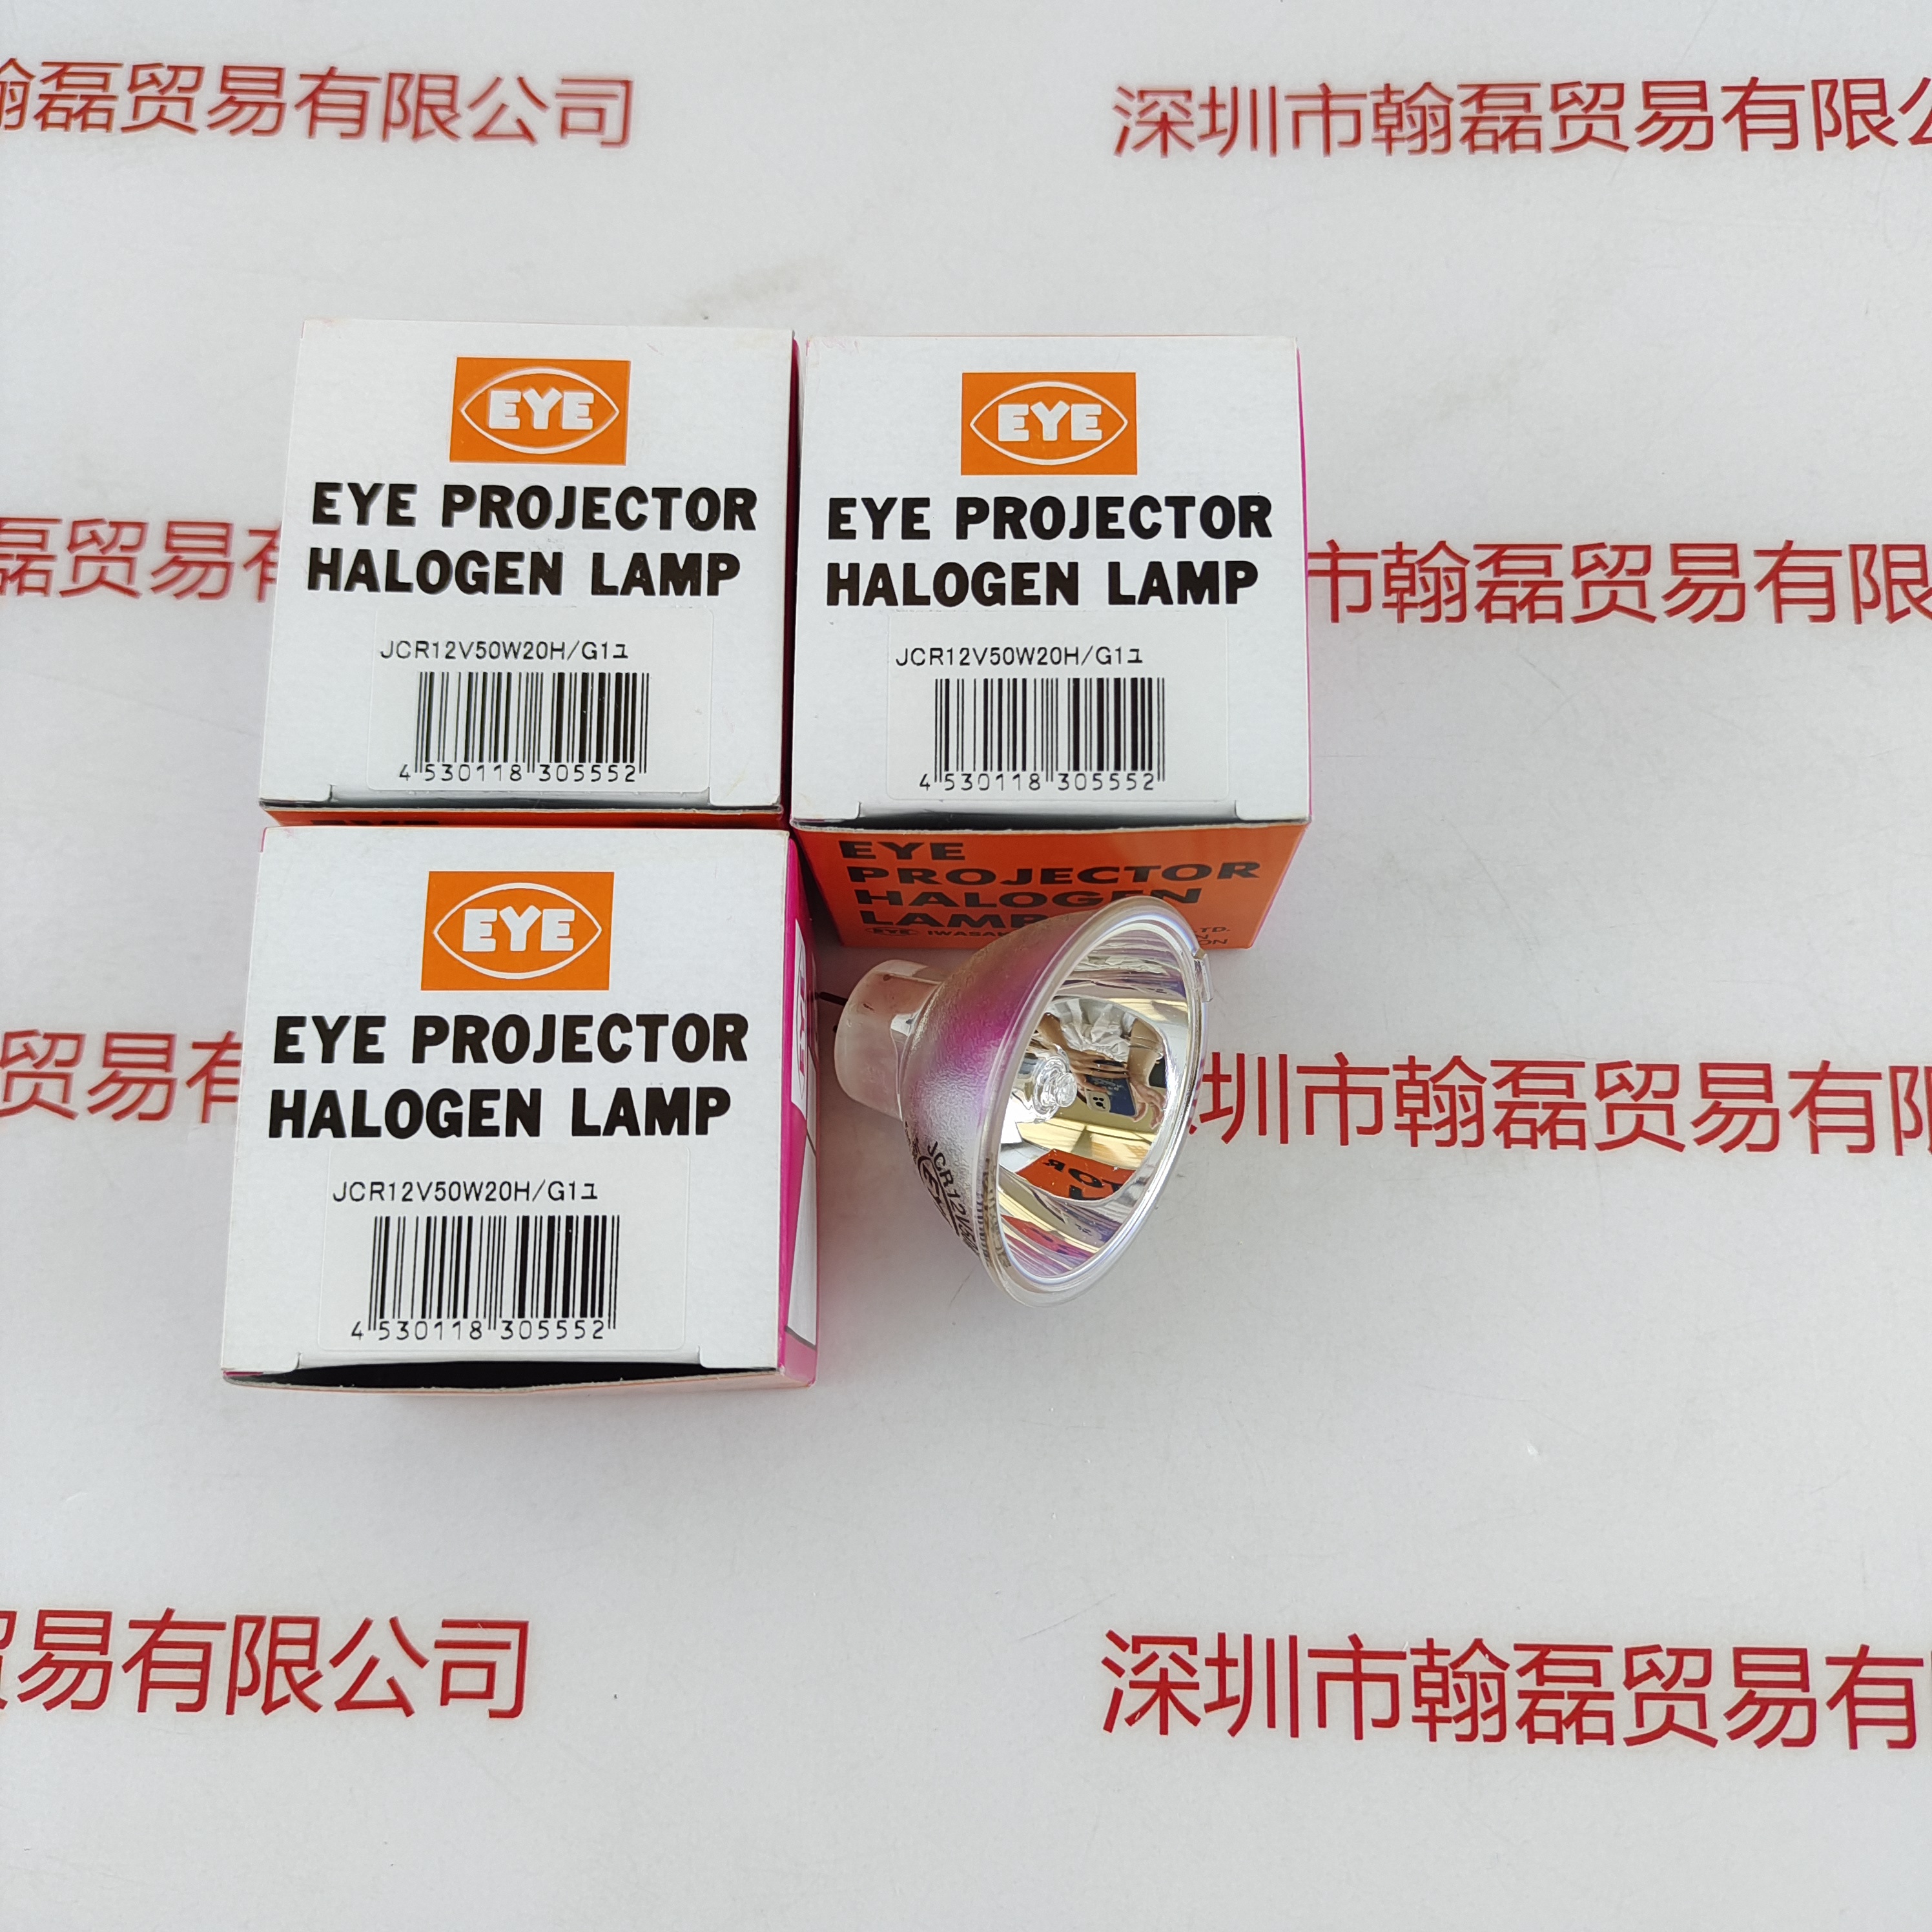 翰磊贸易有限公司
深圳市翰磊贸易有限公
EYE
EYE PROJECTOR
HALOGEN LAMP
JCR12V50W20H/G1ユ
4 530118 305552
EYE
EYE PROJECTOR
HALOGEN LAMP
JCR12V50W20H/G1ユ
4 530118 305552
磊贸易有
市翰磊贸易有限
EYE
PROJECTOR
HALOGEN
LAMP
EYE
EYE
EYE PROJECTOR
HALOGEN LAMP
JCR12V50W20H/G1ユ
4 530118 305552
JCR12V50W
贸易有
圳市翰磊贸易有
贸易有限公司
深圳市翰磊贸易有